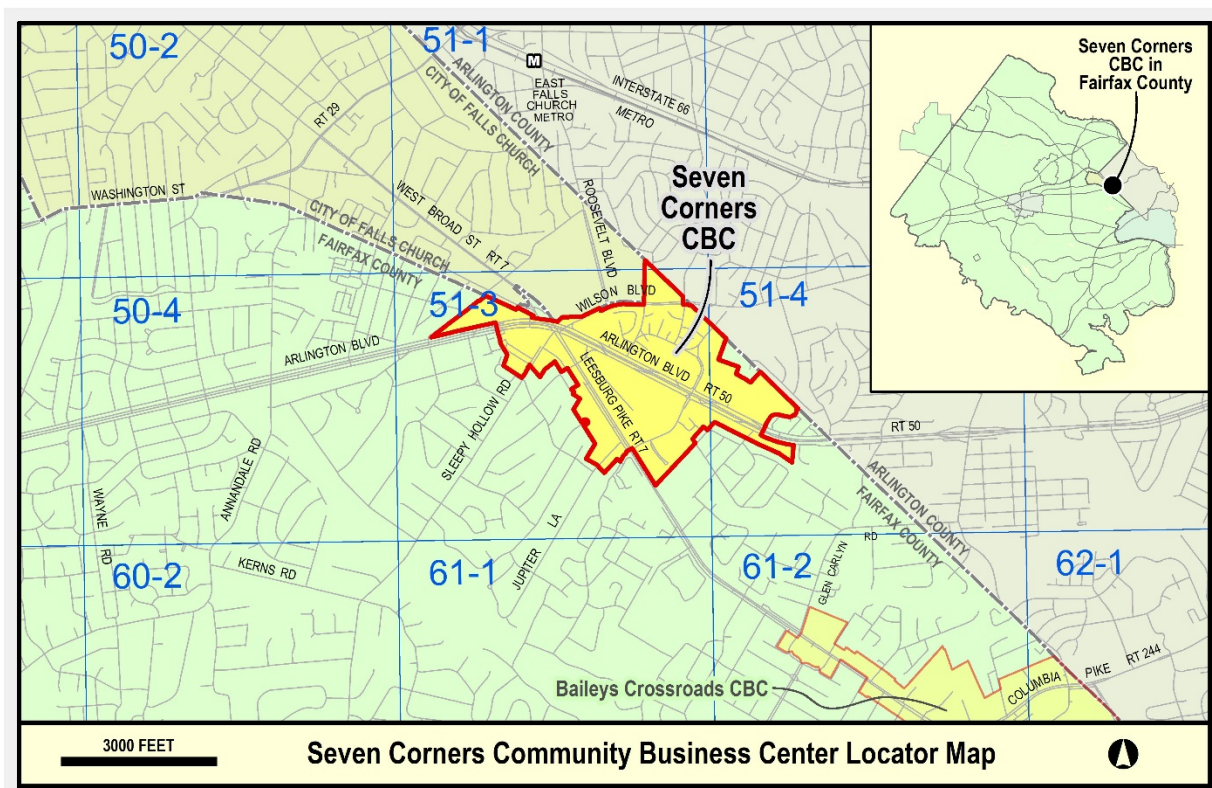 50-2
51-1
ARLINGTON COUNTY
CITY OF FALLS CHURCH
M
EAST
FALLS
CHURCH
METRO
INTERSTATE 66
METRO
Seven Corners
CBC in
Fairfax County
RT 29
WASHINGTON ST
CITY OF FALLS CHURCH
FAIRFAX COUNTY
WEST BROAD ST RT 7
ROOSEVELT BLVD
Seven
Corners
CBC
50-4
51-3
WILSON BLVD
51-4
ARLINGTON BLVD
ARLINGTON BLVD RT 50
LEESBURG PIKE RT 7
SLEEPY HOLLOW RD
RT 50
ANNANDALE RD
WAYNE RD
ARLINGTON COUNTY
FAIRFAX COUNTY
60-2
KERNS RD
61-1
JUPITER LA
61-2
GLEN CARLYN RD
62-1
Baileys Crossroads CBC
COLUMBIA PIKE RT 244
3000 FEET
Seven Corners Community Business Center Locator Map